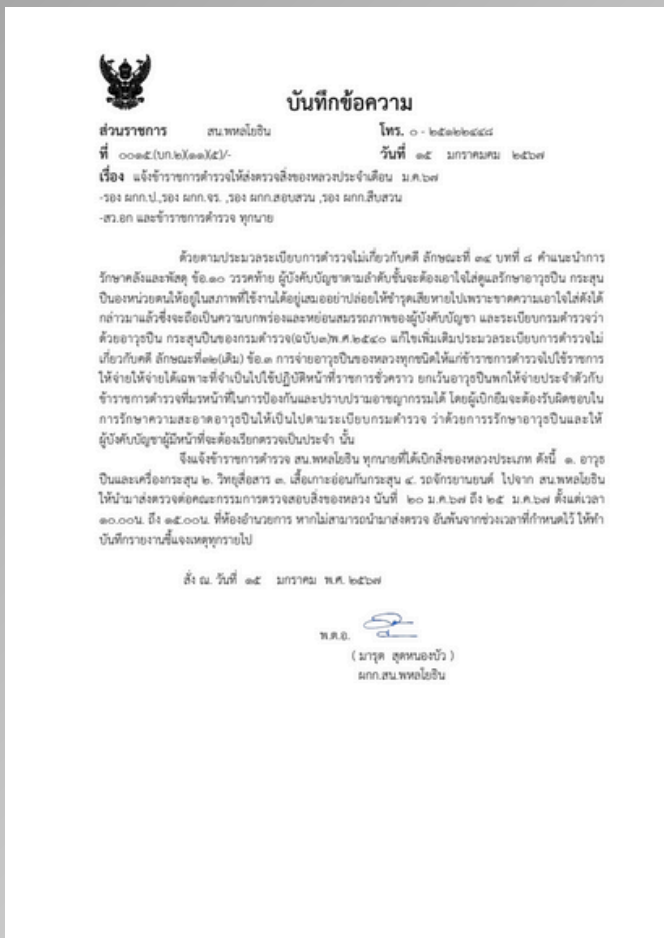 บันทึกข้อความ
ส่วนราชการ สน.พหลโยธิน โทร. ๐ - ๒๕๑๒๒๔๔๘
ที่ ๐๐๑๕.(บก.๒)(๑๑)(๕)/- วันที่ ๑๕ มกราคมคม ๒๕๖๗
เรื่อง แจ้งข้าราชการตำรวจให้ส่งตรวจสิ่งของหลวงประจำเดือน ม.ค.๖๗
-รอง ผกก.ป.,รอง ผกก.จร. ,รอง ผกก.สอบสวน ,รอง ผกก.สืบสวน
-สว.อก และข้าราชการตำรวจ ทุกนาย
ด้วยตามประมวลระเบียบการตำรวจไม่เกี่ยวกับคดี ลักษณะที่ ๓๔ บทที่ ๘ คำแนะนำการ
รักษาคลังและพัสดุ ข้อ.๑๐ วรรคท้าย ผู้บังคับบัญชาตามลำดับชั้นจะต้องเอาใจใส่ดูแลรักษาอาวุธปืน กระสุน
ปืนองหน่วยตนให้อยู่ในสภาพที่ใช้งานได้อยู่เสมออย่าปล่อยให้ชำรุดเสียหายไปเพราะขาดความเอาใจใส่ดังได้
กล่าวมาแล้วซึ่งจะถือเป็นความบกพร่องและหย่อนสมรรถภาพของผู้บังคับบัญชา และระเบียบกรมตำรวจว่า
ด้วยอาวุธปืน กระสุนปืนของกรมตำรวจ(ฉบับ๓)พ.ศ.๒๕๔๐ แก้ไขเพิ่มเติมประมวลระเบียบการตำรวจไม่
เกี่ยวกับคดี ลักษณะที่๓๒(เดิม) ข้อ.๓ การจ่ายอาวุธปืนของหลวงทุกชนิดให้แก่ข้าราชการตำรวจไปใช้ราชการ
ให้จ่ายให้จ่ายได้เฉพาะที่จำเป็นไปใช้ปฏิบัติหน้าที่ราชการชั่วคราว ยกเว้นอาวุธปืนพกให้จ่ายประจำตัวกับ
ข้าราชการตำรวจที่มรหน้าที่ในการป้องกันและปราบปรามอาชญากรรมได้ โดยผู้เบิกยืมจะต้องรับผิดชอบใน
การรักษาความสะอาดอาวุธปืนให้เป็นไปตามระเบียบกรมตำรวจ ว่าด้วยการรรักษาอาวุธปืนและให้
ผู้บังคับบัญชาผู้มีหน้าที่จะต้องเรียกตรวจเป็นประจำ นั้น
จึงแจ้งข้าราชการตำรวจ สน.พหลโยธิน ทุกนายที่ได้เบิกสิ่งของหลวงประเภท ดังนี้ ๑. อาวุธ
ปืนและเครื่องกระสุน ๒. วิทยุสื่อสาร ๓. เสื้อเกาะอ่อนกันกระสุน ๔. รถจักรยานยนต์ ไปจาก สน.พหลโยธิน
ให้นำมาส่งตรวจต่อคณะกรรมการตรวจสอบสิ่งของหลวง นันที่ ๒๐ ม.ค.๖๗ ถึง ๒๕ ม.ค.๖๗ ตั้งแต่เวลา
๑๐.๐๐น. ถึง ๑๕.๐๐น. ที่ห้องอำนวยการ หากไม่สามารถนำมาส่งตรวจ อันพ้นจากช่วงเวลาที่กำหนดไว้ ให้ทำ
บันทึกรายงานชี้แจงเหตุทุกรายไป
สั่ง ณ. วันที่ ๑๕ มกราคม พ.ศ. ๒๕๖๗
พ.ต.อ.
( มารุต สุดหนองบัว )
ผกก.สน.พหลโยธิน